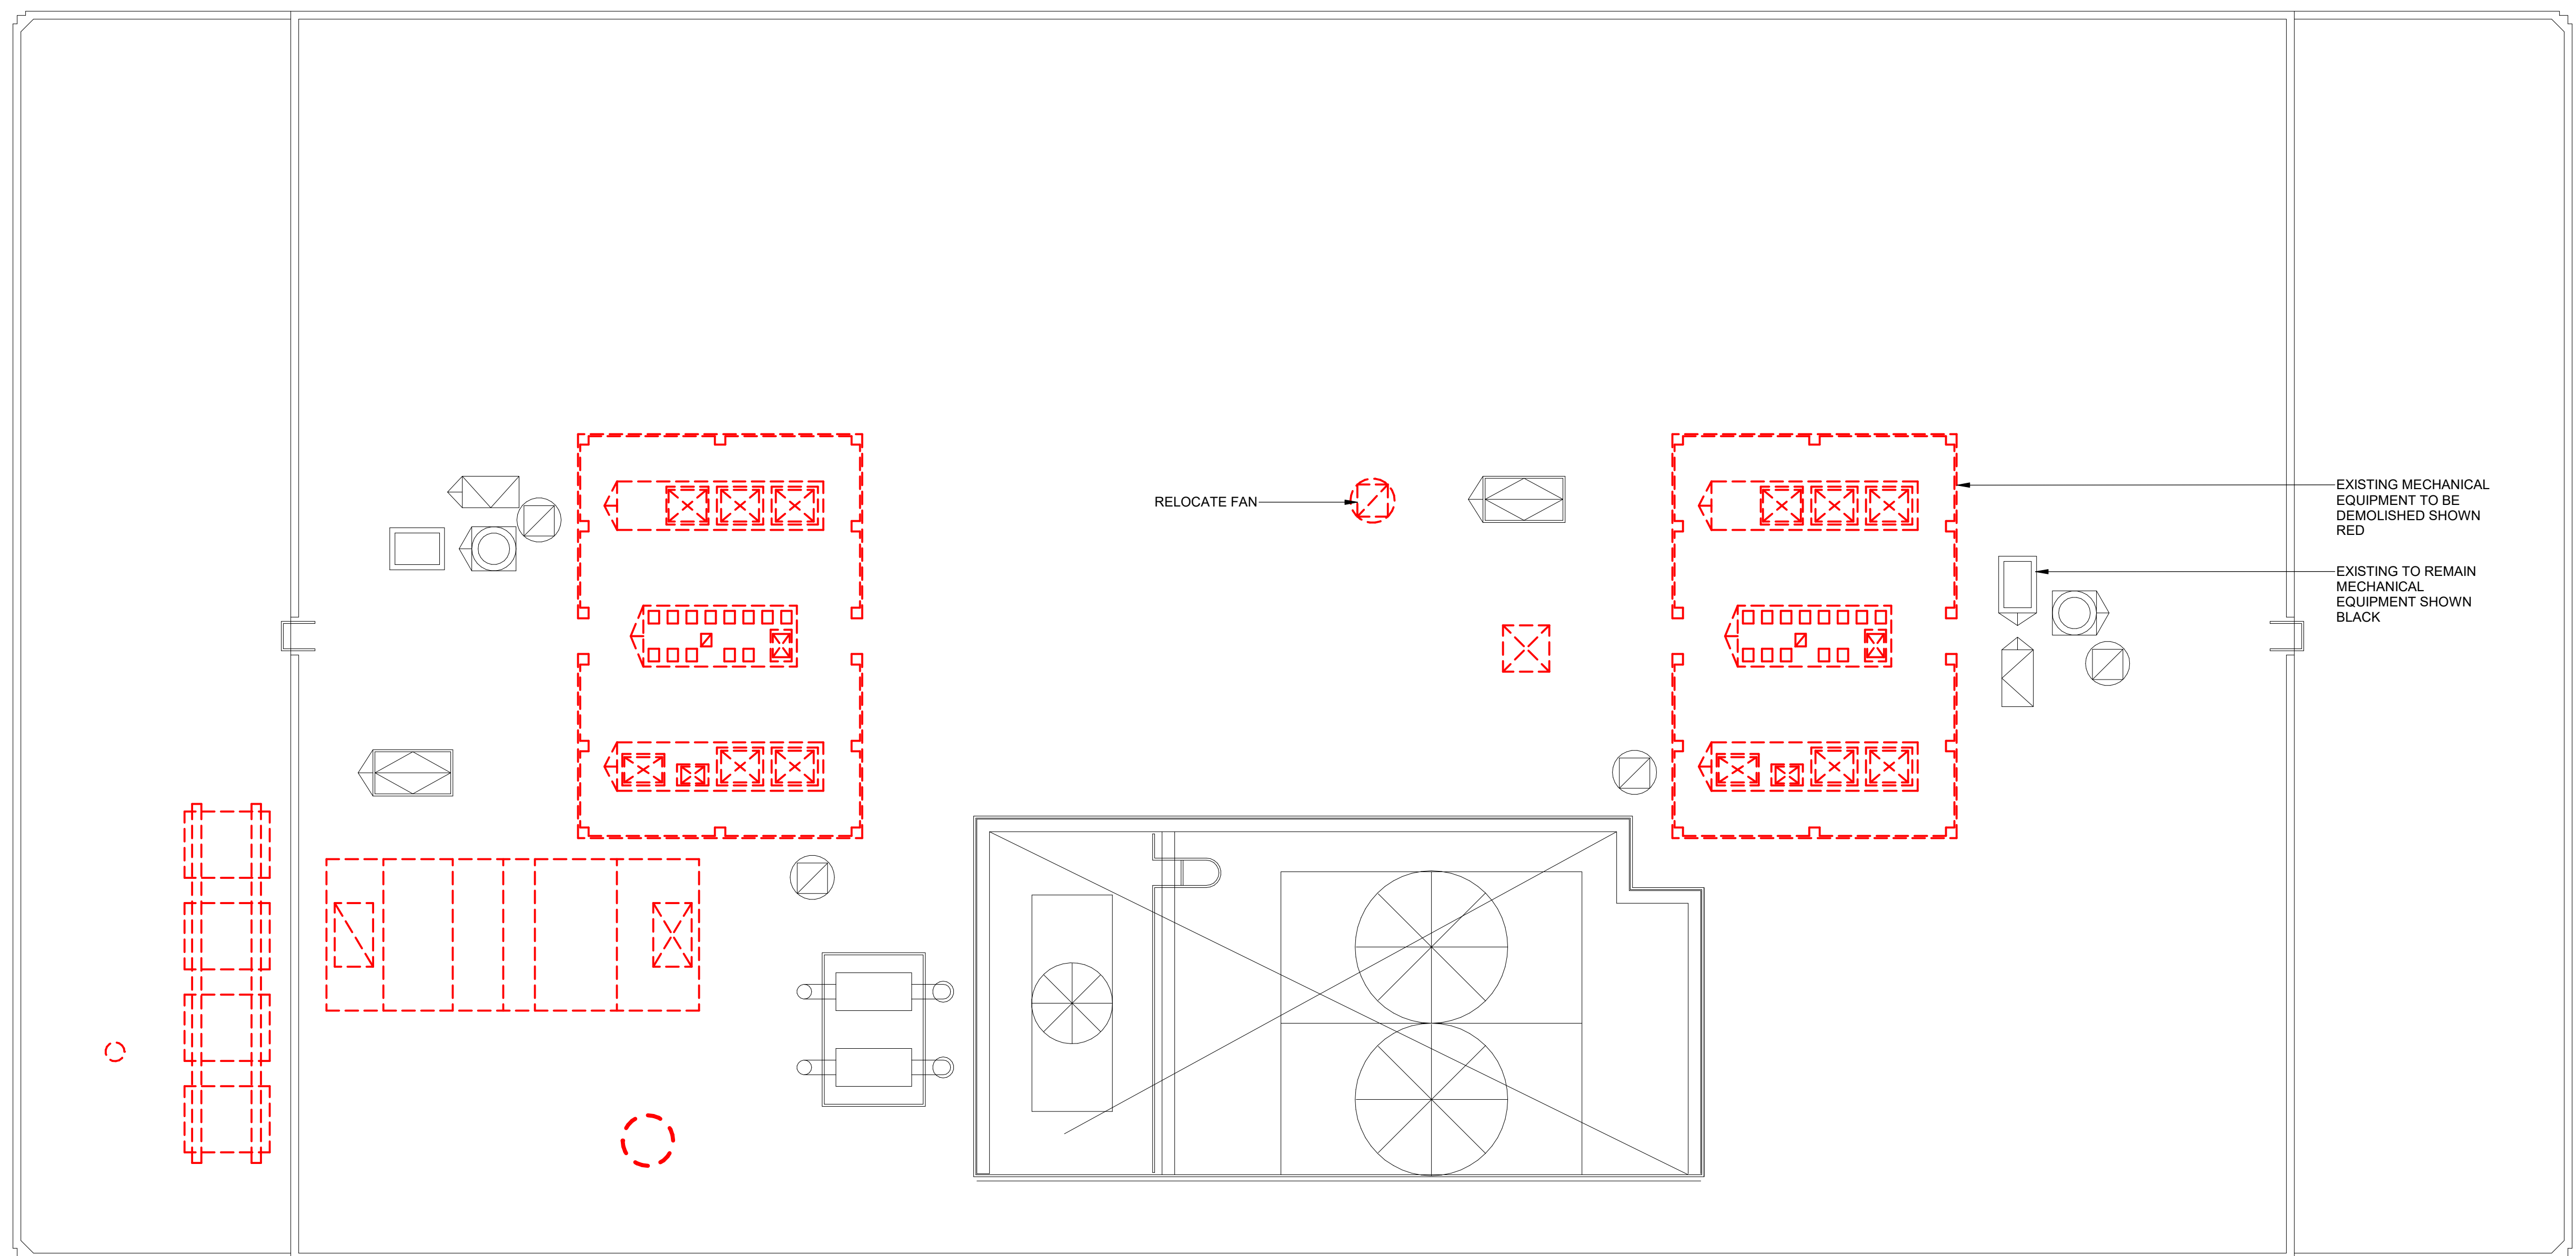 RELOCATE FAN
EXISTING MECHANICAL
EQUIPMENT TO BE
DEMOLISHED SHOWN
RED
EXISTING TO REMAIN
MECHANICAL
EQUIPMENT SHOWN
BLACK